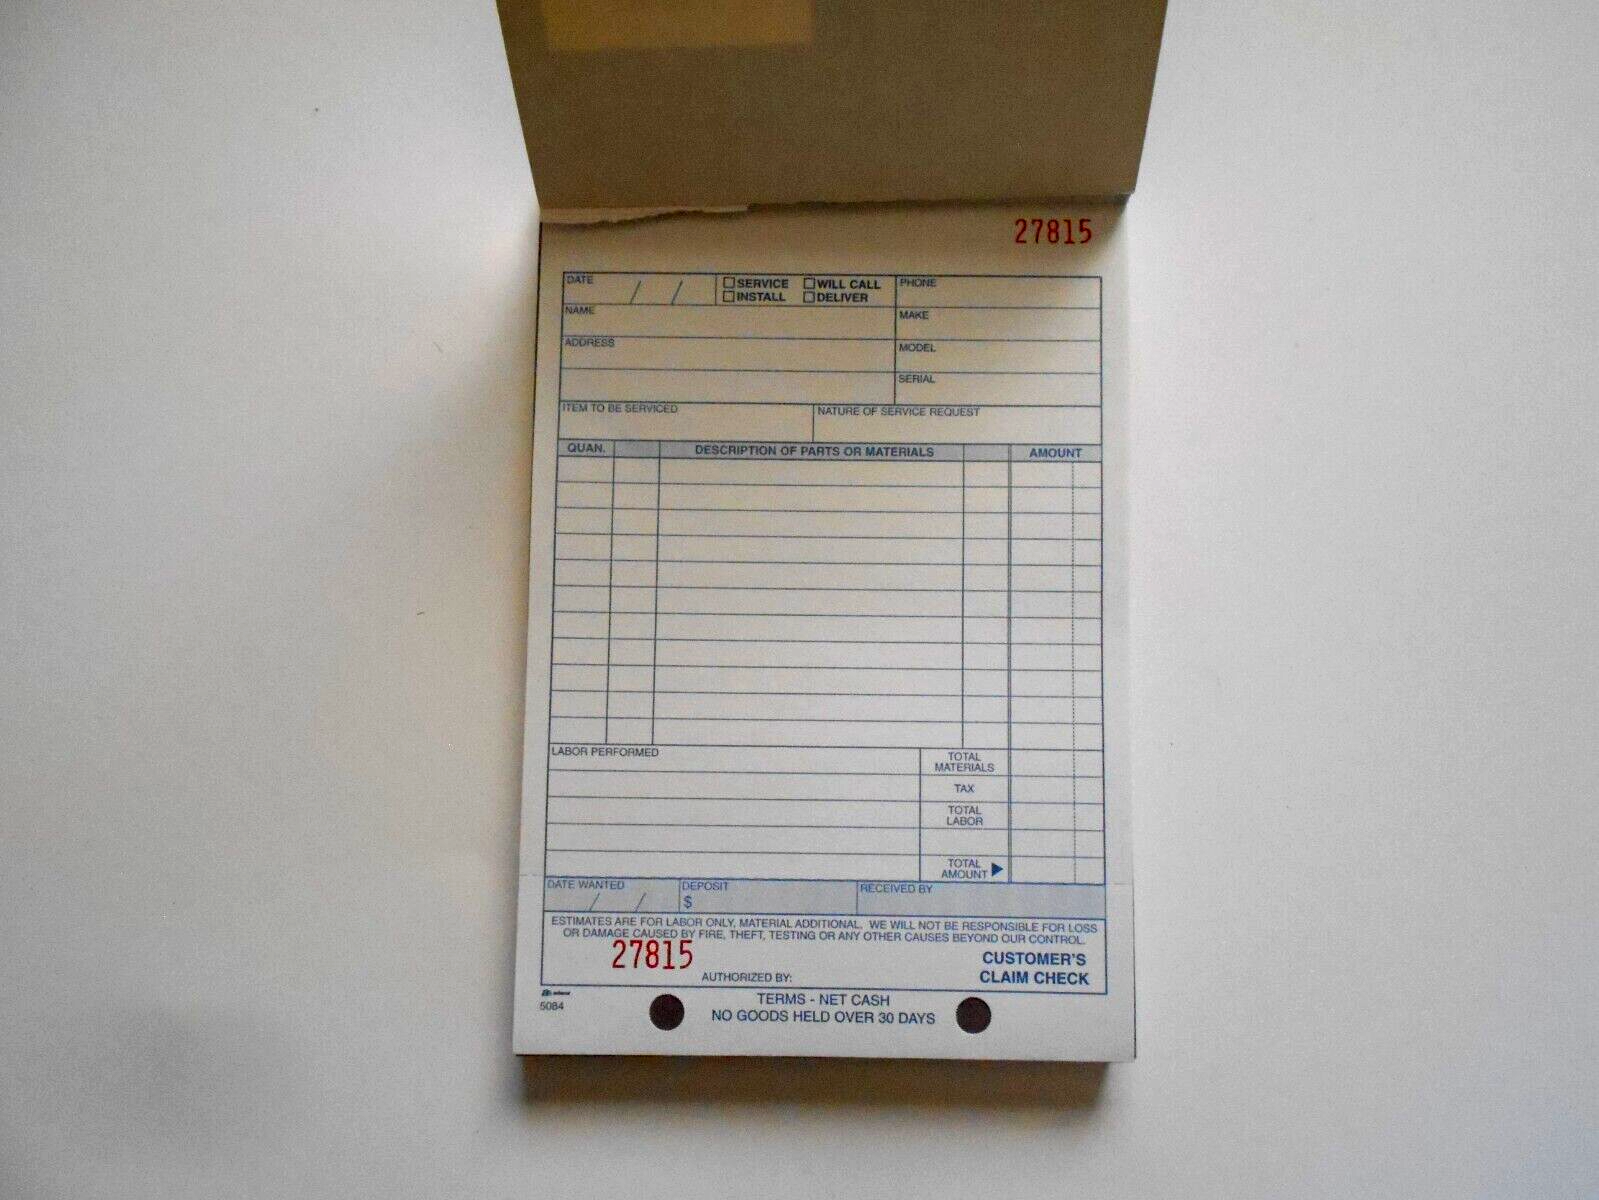 27815
DATE / / ☐ SERVICE ☐ WILL CALL PHONE
☐ INSTALL ☐ DELIVER
NAME MAKE
ADDRESS MODEL
SERIAL
ITEM TO BE SERVICED NATURE OF SERVICE REQUEST
QUAN. DESCRIPTION OF PARTS OR MATERIALS AMOUNT
LABOR PERFORMED TOTAL
MATERIALS
TAX
TOTAL
LABOR
TOTAL
AMOUNT
DATE WANTED / / DEPOSIT RECEIVED BY
$
ESTIMATES ARE FOR LABOR ONLY, MATERIAL ADDITIONAL. WE WILL NOT BE RESPONSIBLE FOR LOSS
OR DAMAGE CAUSED BY FIRE, THEFT, TESTING OR ANY OTHER CAUSES BEYOND OUR CONTROL.
27815
CUSTOMER'S
AUTHORIZED BY: CLAIM CHECK
TERMS - NET CASH
5084
NO GOODS HELD OVER 30 DAYS